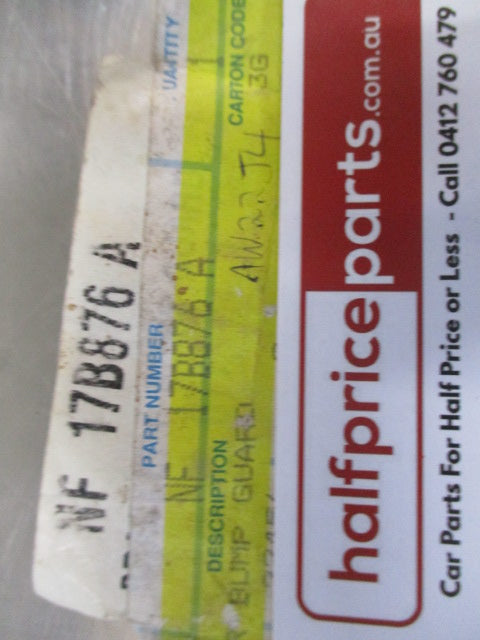 NF 17B876 A
PART NUMBER
UANTITY
NF 17B876 A
1
DESCRIPTION
CARTON CODE
BUMP GUARD
3G
J4
halfpriceparts.com.au
Car Parts For Half Price or Less - Call 0412 760 479